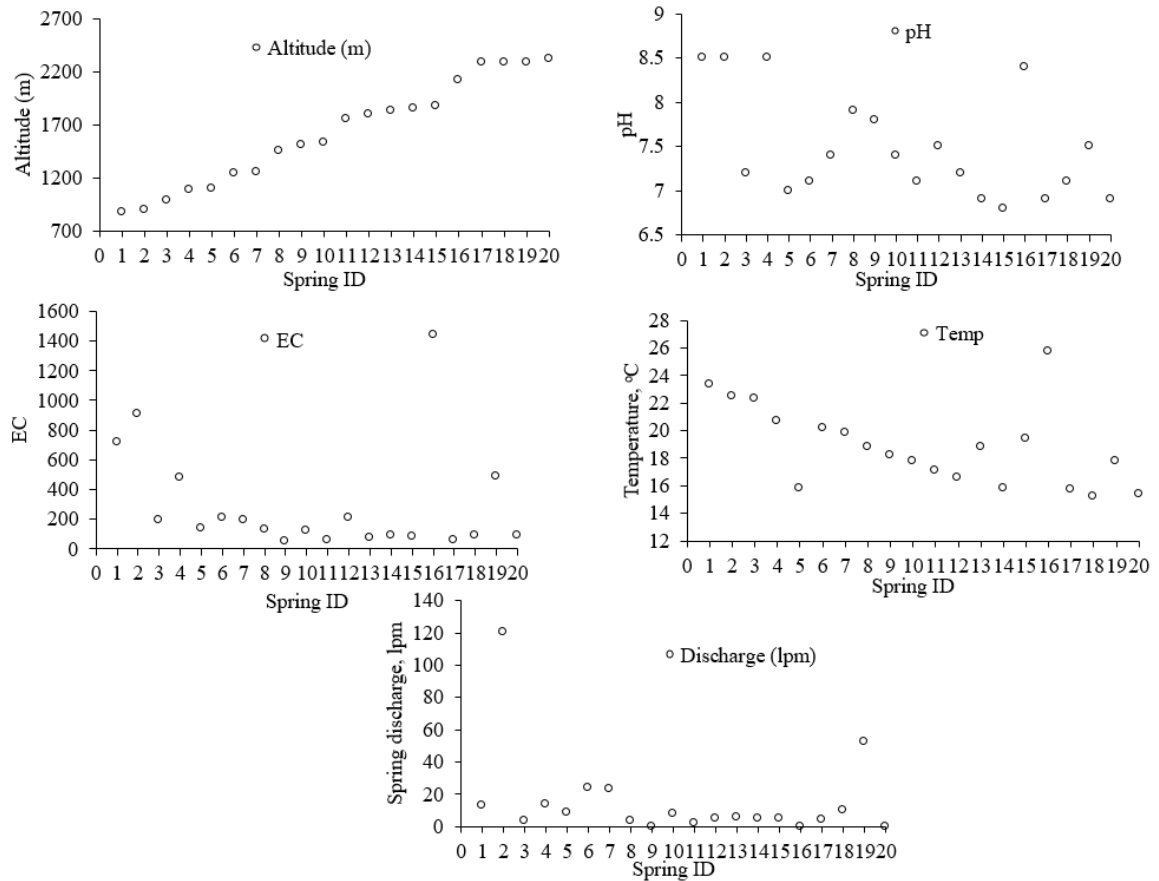 2700
2200
1700
1200
700
Altitude (m)
Altitude (m)
0 1 2 3 4 5 6 7 8 9 10 11 12 13 14 15 16 17 18 19 20
Spring ID
9
8.5
8
7.5
7
6.5
pH
pH
0 1 2 3 4 5 6 7 8 9 10 11 12 13 14 15 16 17 18 19 20
Spring ID
1600
1400
1200
1000
800
600
400
200
0
EC
EC
0 1 2 3 4 5 6 7 8 9 10 11 12 13 14 15 16 17 18 19 20
Spring ID
28
26
24
22
20
18
16
14
12
Temperature, °C
Temp
0 1 2 3 4 5 6 7 8 9 10 11 12 13 14 15 16 17 18 19 20
Spring ID
140
120
100
80
60
40
20
0
Spring discharge, lpm
Discharge (lpm)
0 1 2 3 4 5 6 7 8 9 10 11 12 13 14 15 16 17 18 19 20
Spring ID